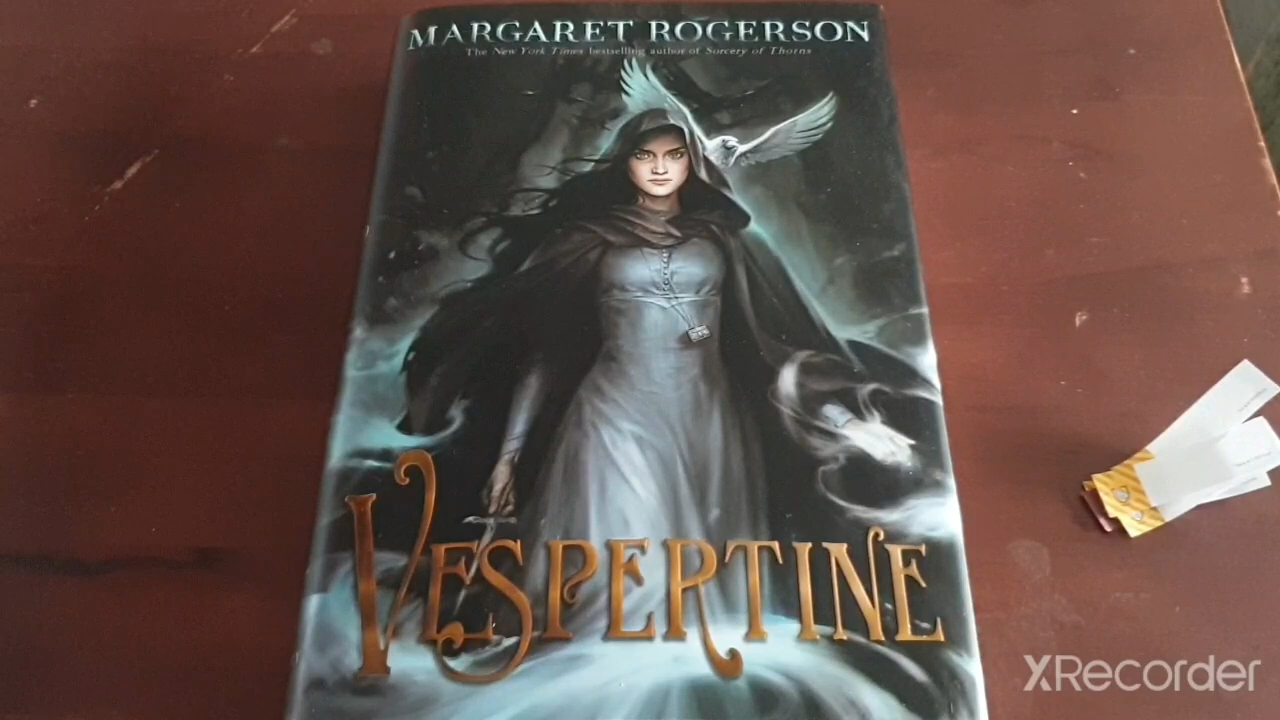 MARGARET ROGERSON
The New York Times bestselling author of Sorcery of Thorns
VESPERTINE
XRecorder